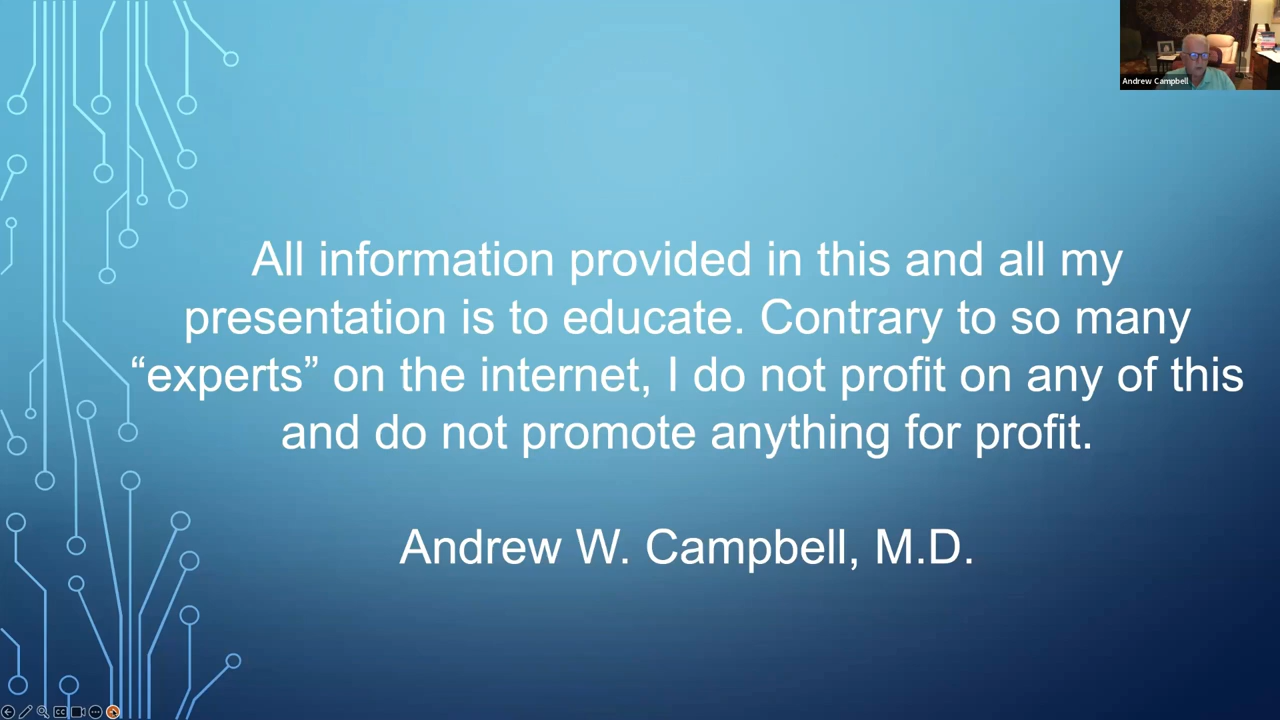 Andrew Campbell
All information provided in this and all my
presentation is to educate. Contrary to so many
“experts” on the internet, I do not profit on any of this
and do not promote anything for profit.
Andrew W. Campbell, M.D.
CC